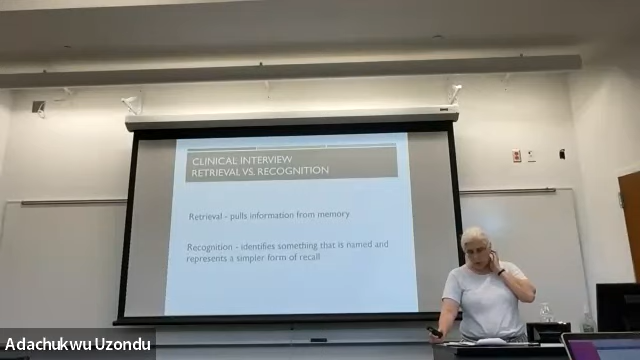 CLINICAL INTERVIEW
RETRIEVAL VS. RECOGNITION
Retrieval - pulls information from memory
Recognition - identifies something that is named and
represents a simpler form of recall
Adachukwu Uzondu